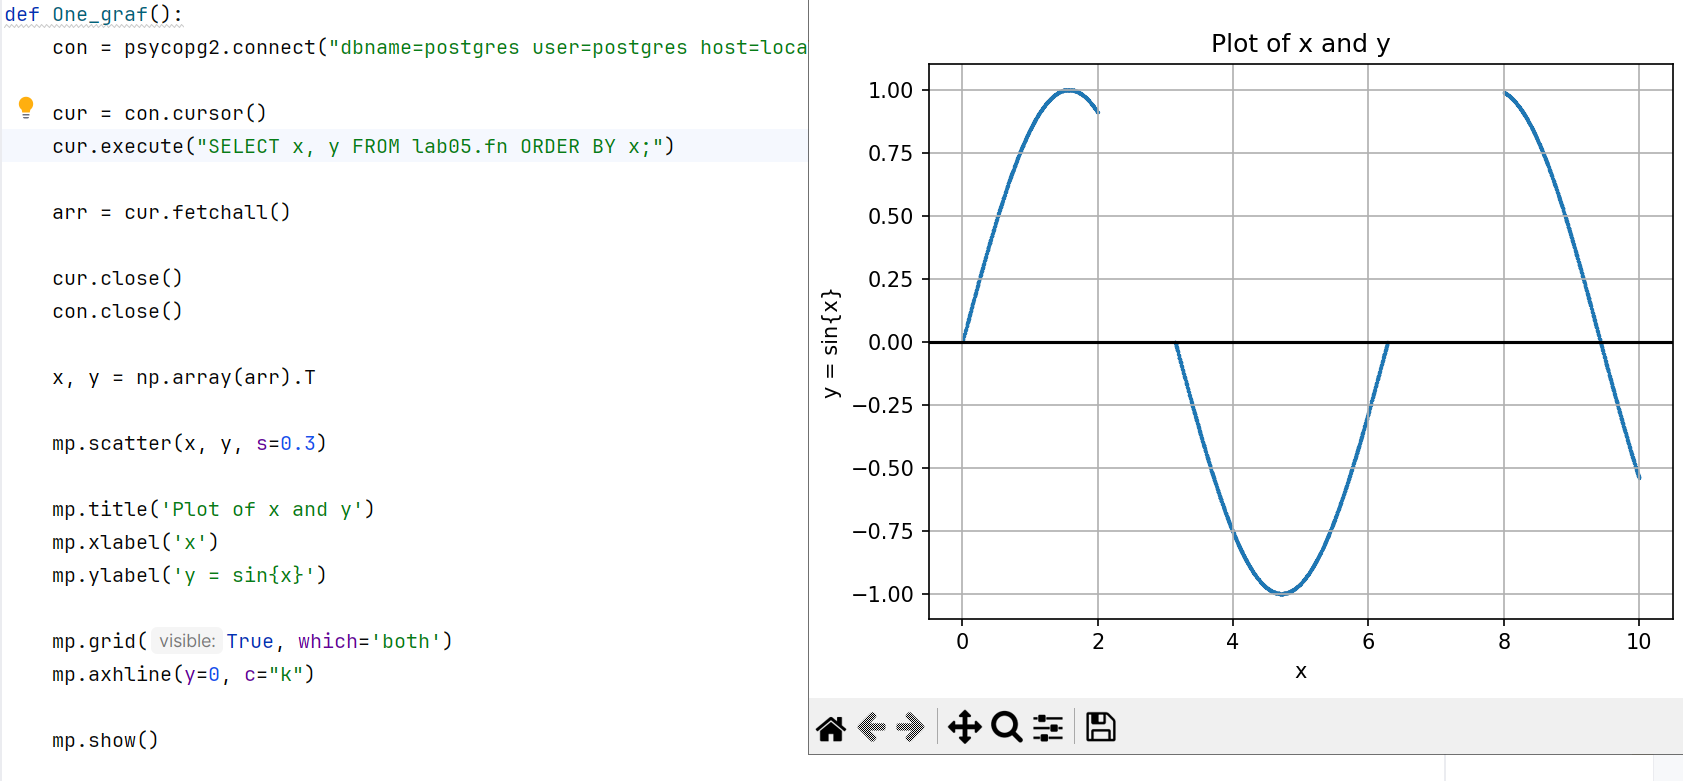 def One_graf():
con = psycopg2.connect("dbname=postgres user=postgres host=loca
cur = con.cursor()
cur.execute("SELECT x, y FROM lab05.fn ORDER BY x;")
arr = cur.fetchall()
cur.close()
con.close()
x, y = np.array(arr).T
mp.scatter(x, y, s=0.3)
mp.title('Plot of x and y')
mp.xlabel('x')
mp.ylabel('y = sin{x}')
mp.grid( visible: True, which='both')
mp.axhline(y=0, c="k")
mp.show()
Plot of x and y
1.00
0.75
0.50
0.25
0.00
−0.25
−0.50
−0.75
−1.00
y = sin{x}
0 2 4 6 8 10
x